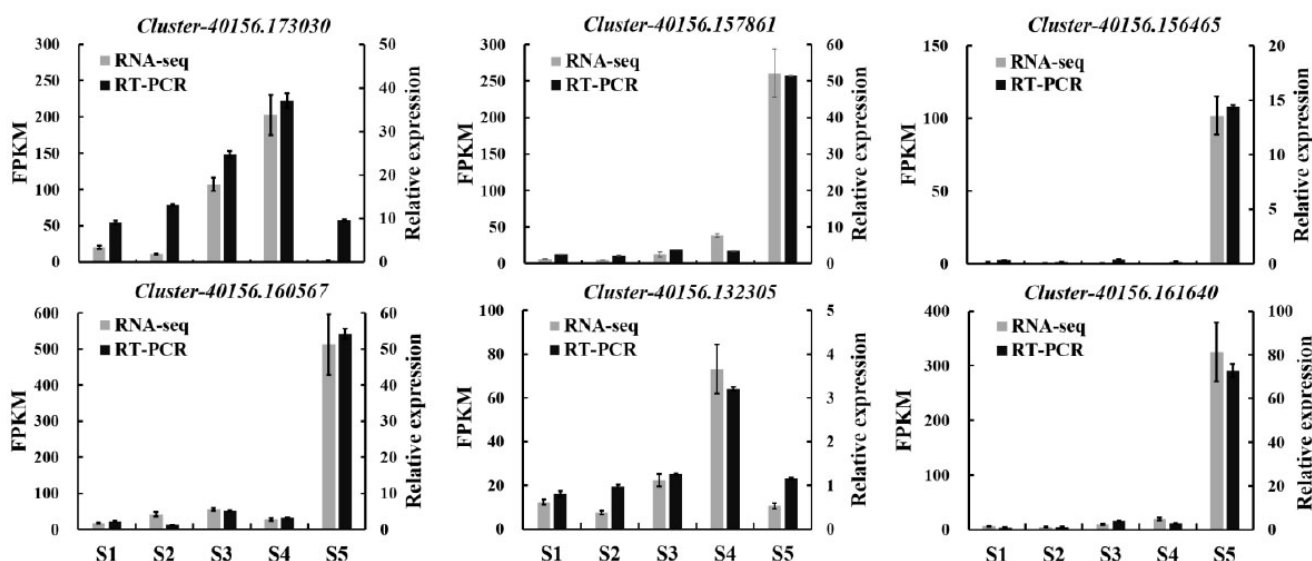 Cluster-40156.173030
300
250
200
150
100
50
0
FPKM
RNA-seq
RT-PCR
50
40
30
20
10
0
Relative expression
Cluster-40156.157861
300
250
200
150
100
50
0
FPKM
RNA-seq
RT-PCR
60
50
40
30
20
10
0
Relative expression
Cluster-40156.156465
150
100
50
0
FPKM
RNA-seq
RT-PCR
20
15
10
5
0
Relative expression
Cluster-40156.160567
600
500
400
300
200
100
0
FPKM
RNA-seq
RT-PCR
60
50
40
30
20
10
0
Relative expression
S1 S2 S3 S4 S5
Cluster-40156.132305
100
80
60
40
20
0
FPKM
RNA-seq
RT-PCR
5
4
3
2
1
0
Relative expression
S1 S2 S3 S4 S5
Cluster-40156.161640
400
300
200
100
0
FPKM
RNA-seq
RT-PCR
100
80
60
40
20
0
Relative expression
S1 S2 S3 S4 S5